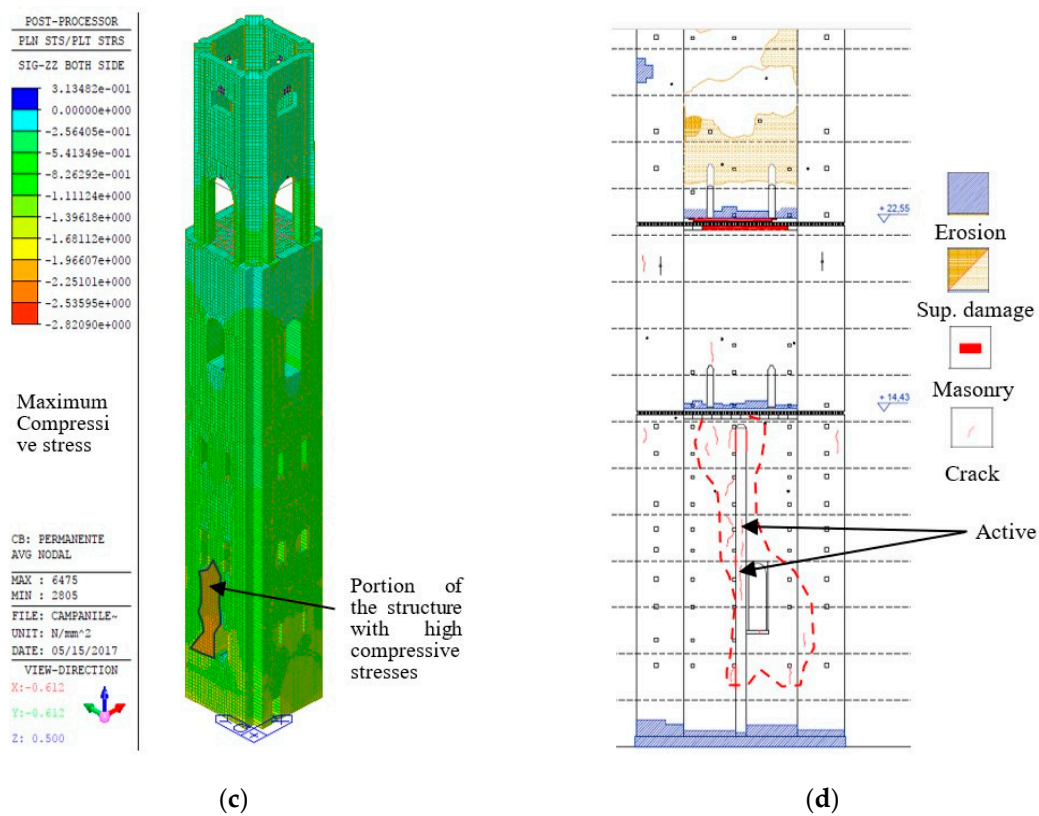 POST-PROCESSOR
PLN STS/PLT STRS
SIG-ZZ BOTH SIDE
3.13482e-001
0.00000e+000
-2.56405e-001
-5.41349e-001
-8.26292e-001
-1.11124e+000
-1.39618e+000
-1.68112e+000
-1.96607e+000
-2.25101e+000
-2.53595e+000
-2.82090e+000
Maximum
Compressi
ve stress
CB: PERMANENTE
AVG NODAL
MAX : 6475
MIN : 2805
FILE: CAMPANILE~
UNIT: N/mm^2
DATE: 05/15/2017
VIEW-DIRECTION
X:-0.612
Y:-0.612
Z: 0.500
Portion of
the structure
with high
compressive
stresses
(c)
+ 22,55
+ 14,43
Erosion
Sup. damage
Masonry
Crack
Active
(d)